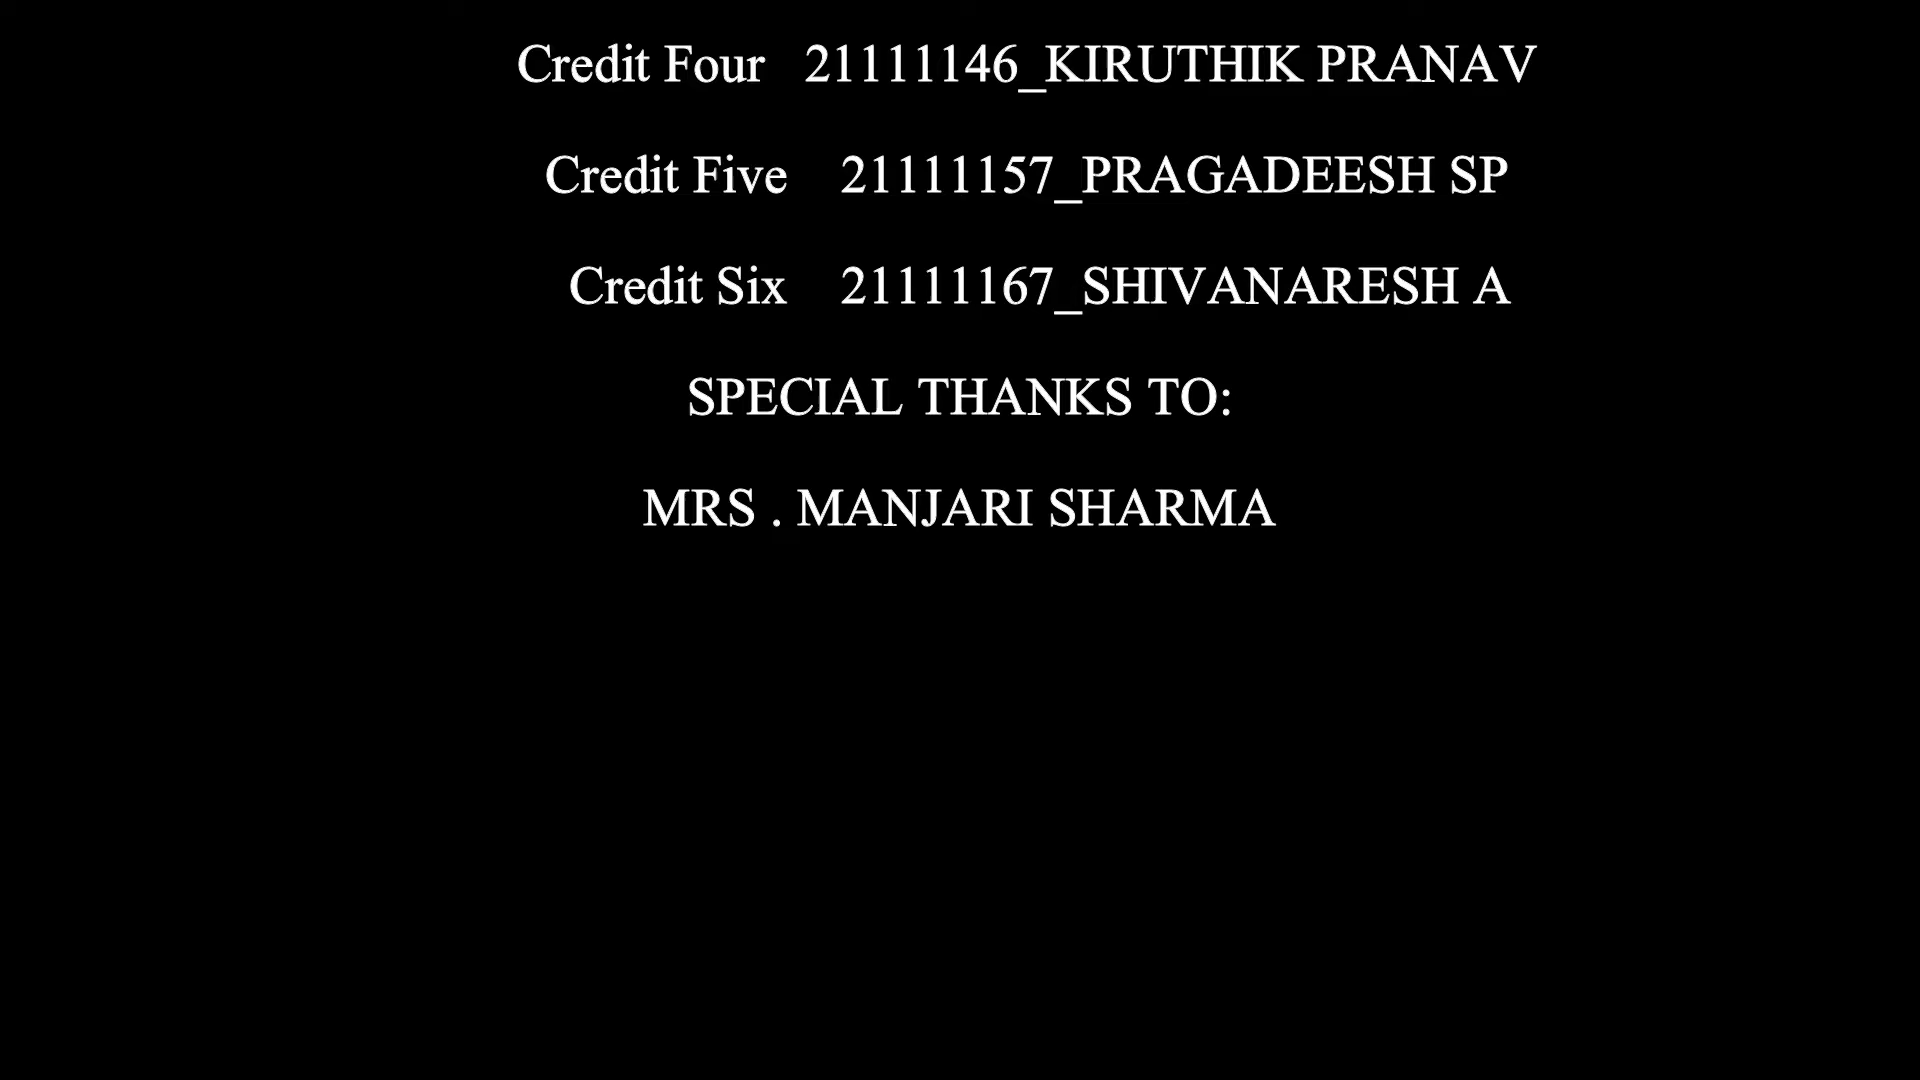 Credit Four 21111146_KIRUTHIK PRANAV
Credit Five 21111157_PRAGADEESH SP
Credit Six 21111167_SHIVANARESH A
SPECIAL THANKS TO:
MRS . MANJARI SHARMA